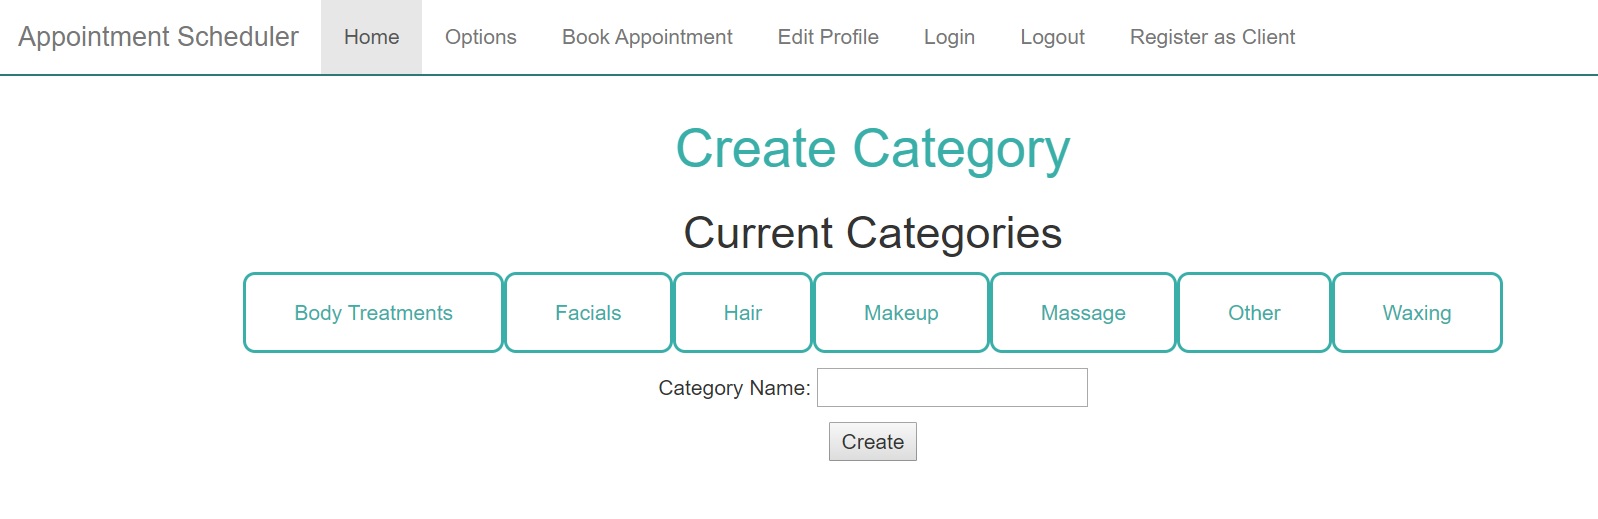 Appointment Scheduler Home Options Book Appointment Edit Profile Login Logout Register as Client
Create Category
Current Categories
Body Treatments Facials Hair Makeup Massage Other Waxing
Category Name:
Create